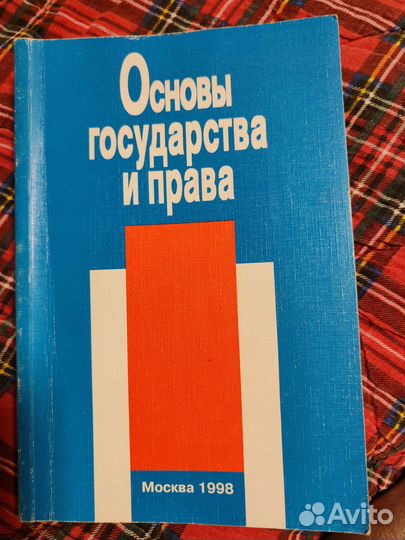 Основы
государства
и права
Москва 1998
Avito